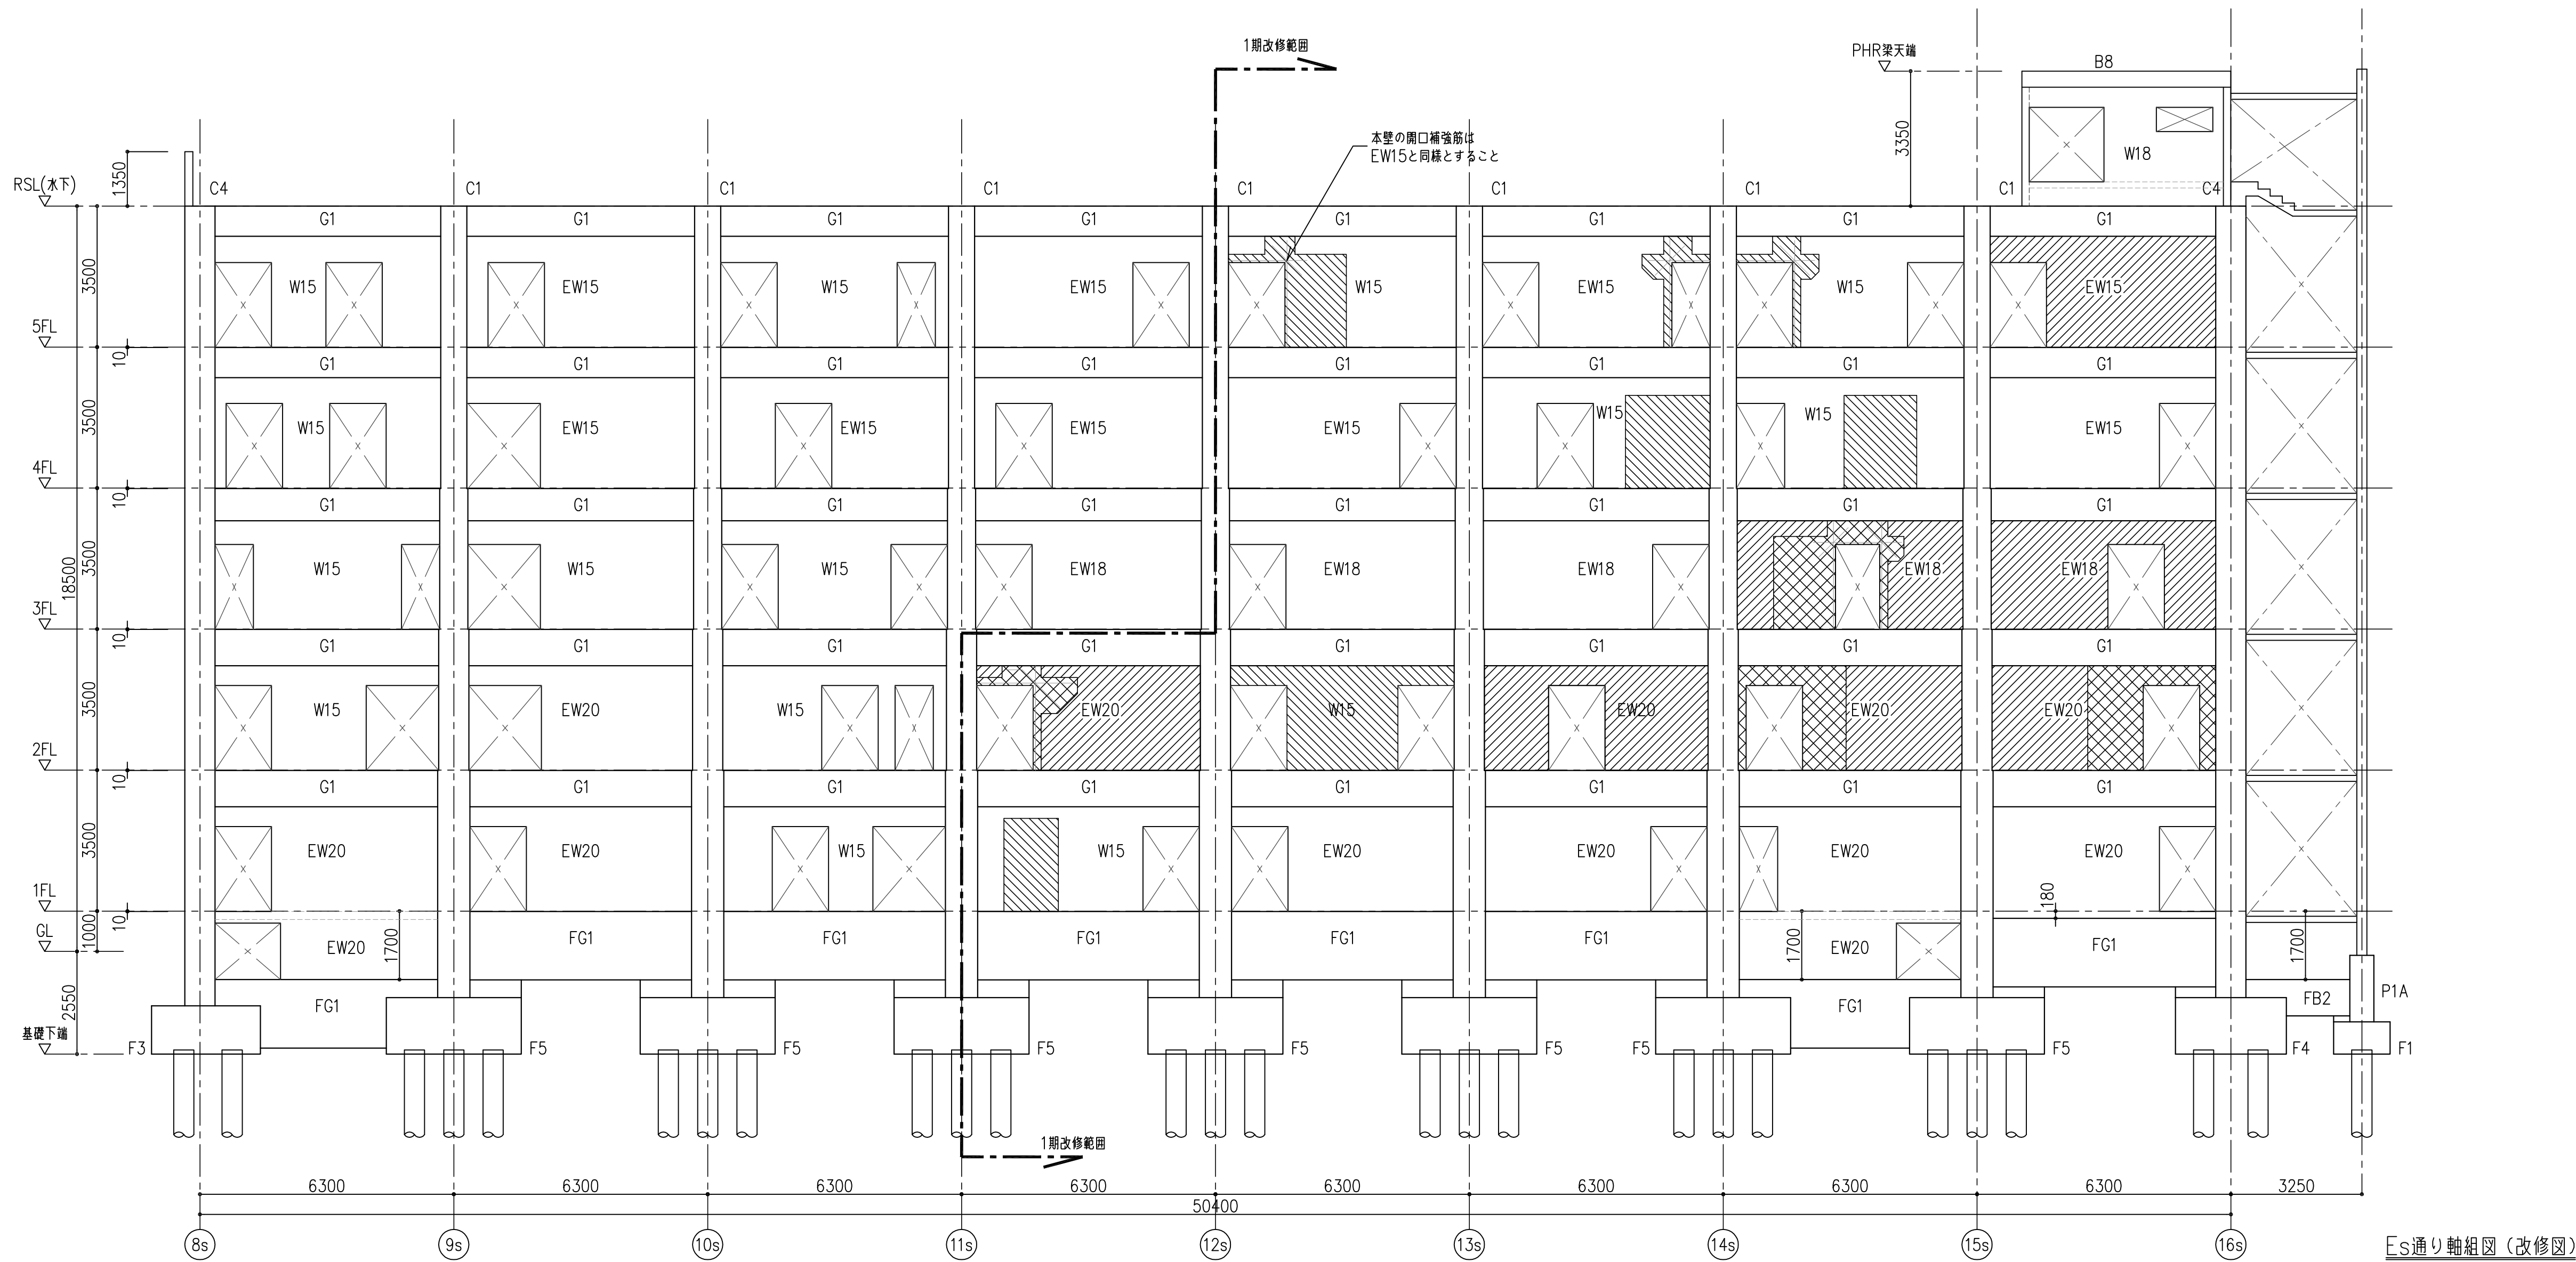 1期改修範囲
PHR梁天端
B8
3350
本壁の開口補強筋は
EW15と同様とすること
W18
1350
RSL(水下)
C4 C1 C1 C1 C1 C1 C1 C1 C4
G1 G1 G1 G1 G1 G1 G1 G1
3500
W15 EW15 W15 EW15 W15 EW15 W15 EW15
5FL
10
G1 G1 G1 G1 G1 G1 G1 G1
3500
W15 EW15 EW15 EW15 EW15 W15 W15 EW15
4FL
10
G1 G1 G1 G1 G1 G1 G1 G1
18500
3500
W15 W15 W15 EW18 EW18 EW18 EW18 EW18
3FL
10
G1 G1 G1 G1 G1 G1 G1 G1
3500
W15 EW20 W15 EW20 W15 EW20 EW20 EW20
2FL
10
G1 G1 G1 G1 G1 G1 G1 G1
3500
EW20 EW20 W15 W15 EW20 EW20 EW20 EW20
1FL
10
180
GL
1000
EW20 1700 FG1 FG1 FG1 FG1 FG1 1700 EW20 FG1 1700
2550
FG1 FG1 FB2 P1A
基礎下端
F3 F5 F5 F5 F5 F5 F5 F5 F4 F1
1期改修範囲
6300 6300 6300 6300 6300 6300 6300 6300 3250
50400
8s 9s 10s 11s 12s 13s 14s 15s 16s
Es通り軸組図（改修図）